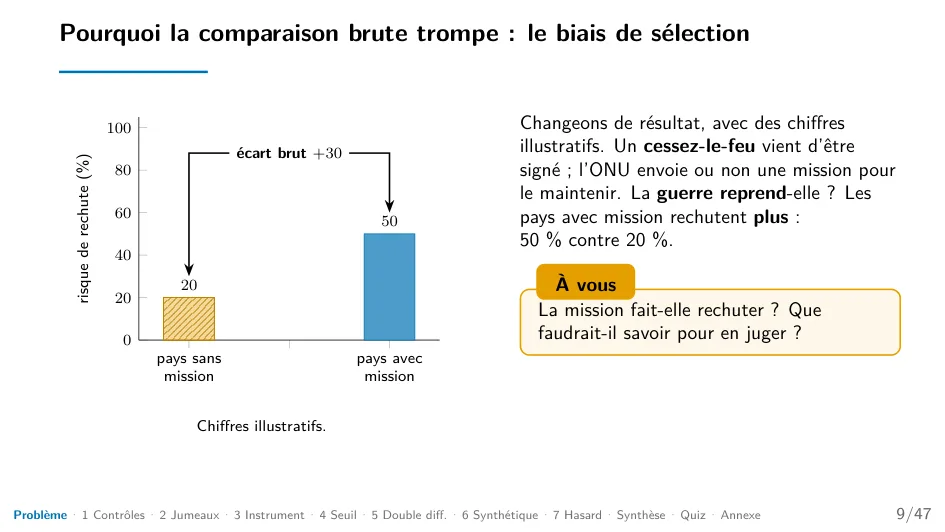 Pourquoi la comparaison brute trompe : le biais de sélection
100
80
60
40
20
0
risque de rechute (%)
écart brut +30
20
50
pays sans
mission
pays avec
mission
Chiffres illustratifs.
Changeons de résultat, avec des chiffres
illustratifs. Un cessez-le-feu vient d'être
signé ; l'ONU envoie ou non une mission pour
le maintenir. La guerre reprend-elle ? Les
pays avec mission rechutent plus :
50 % contre 20 %.
À vous
La mission fait-elle rechuter ? Que
faudrait-il savoir pour en juger ?
Problème · 1 Contrôles · 2 Jumeaux · 3 Instrument · 4 Seuil · 5 Double diff. · 6 Synthétique · 7 Hasard · Synthèse · Quiz · Annexe
9/47